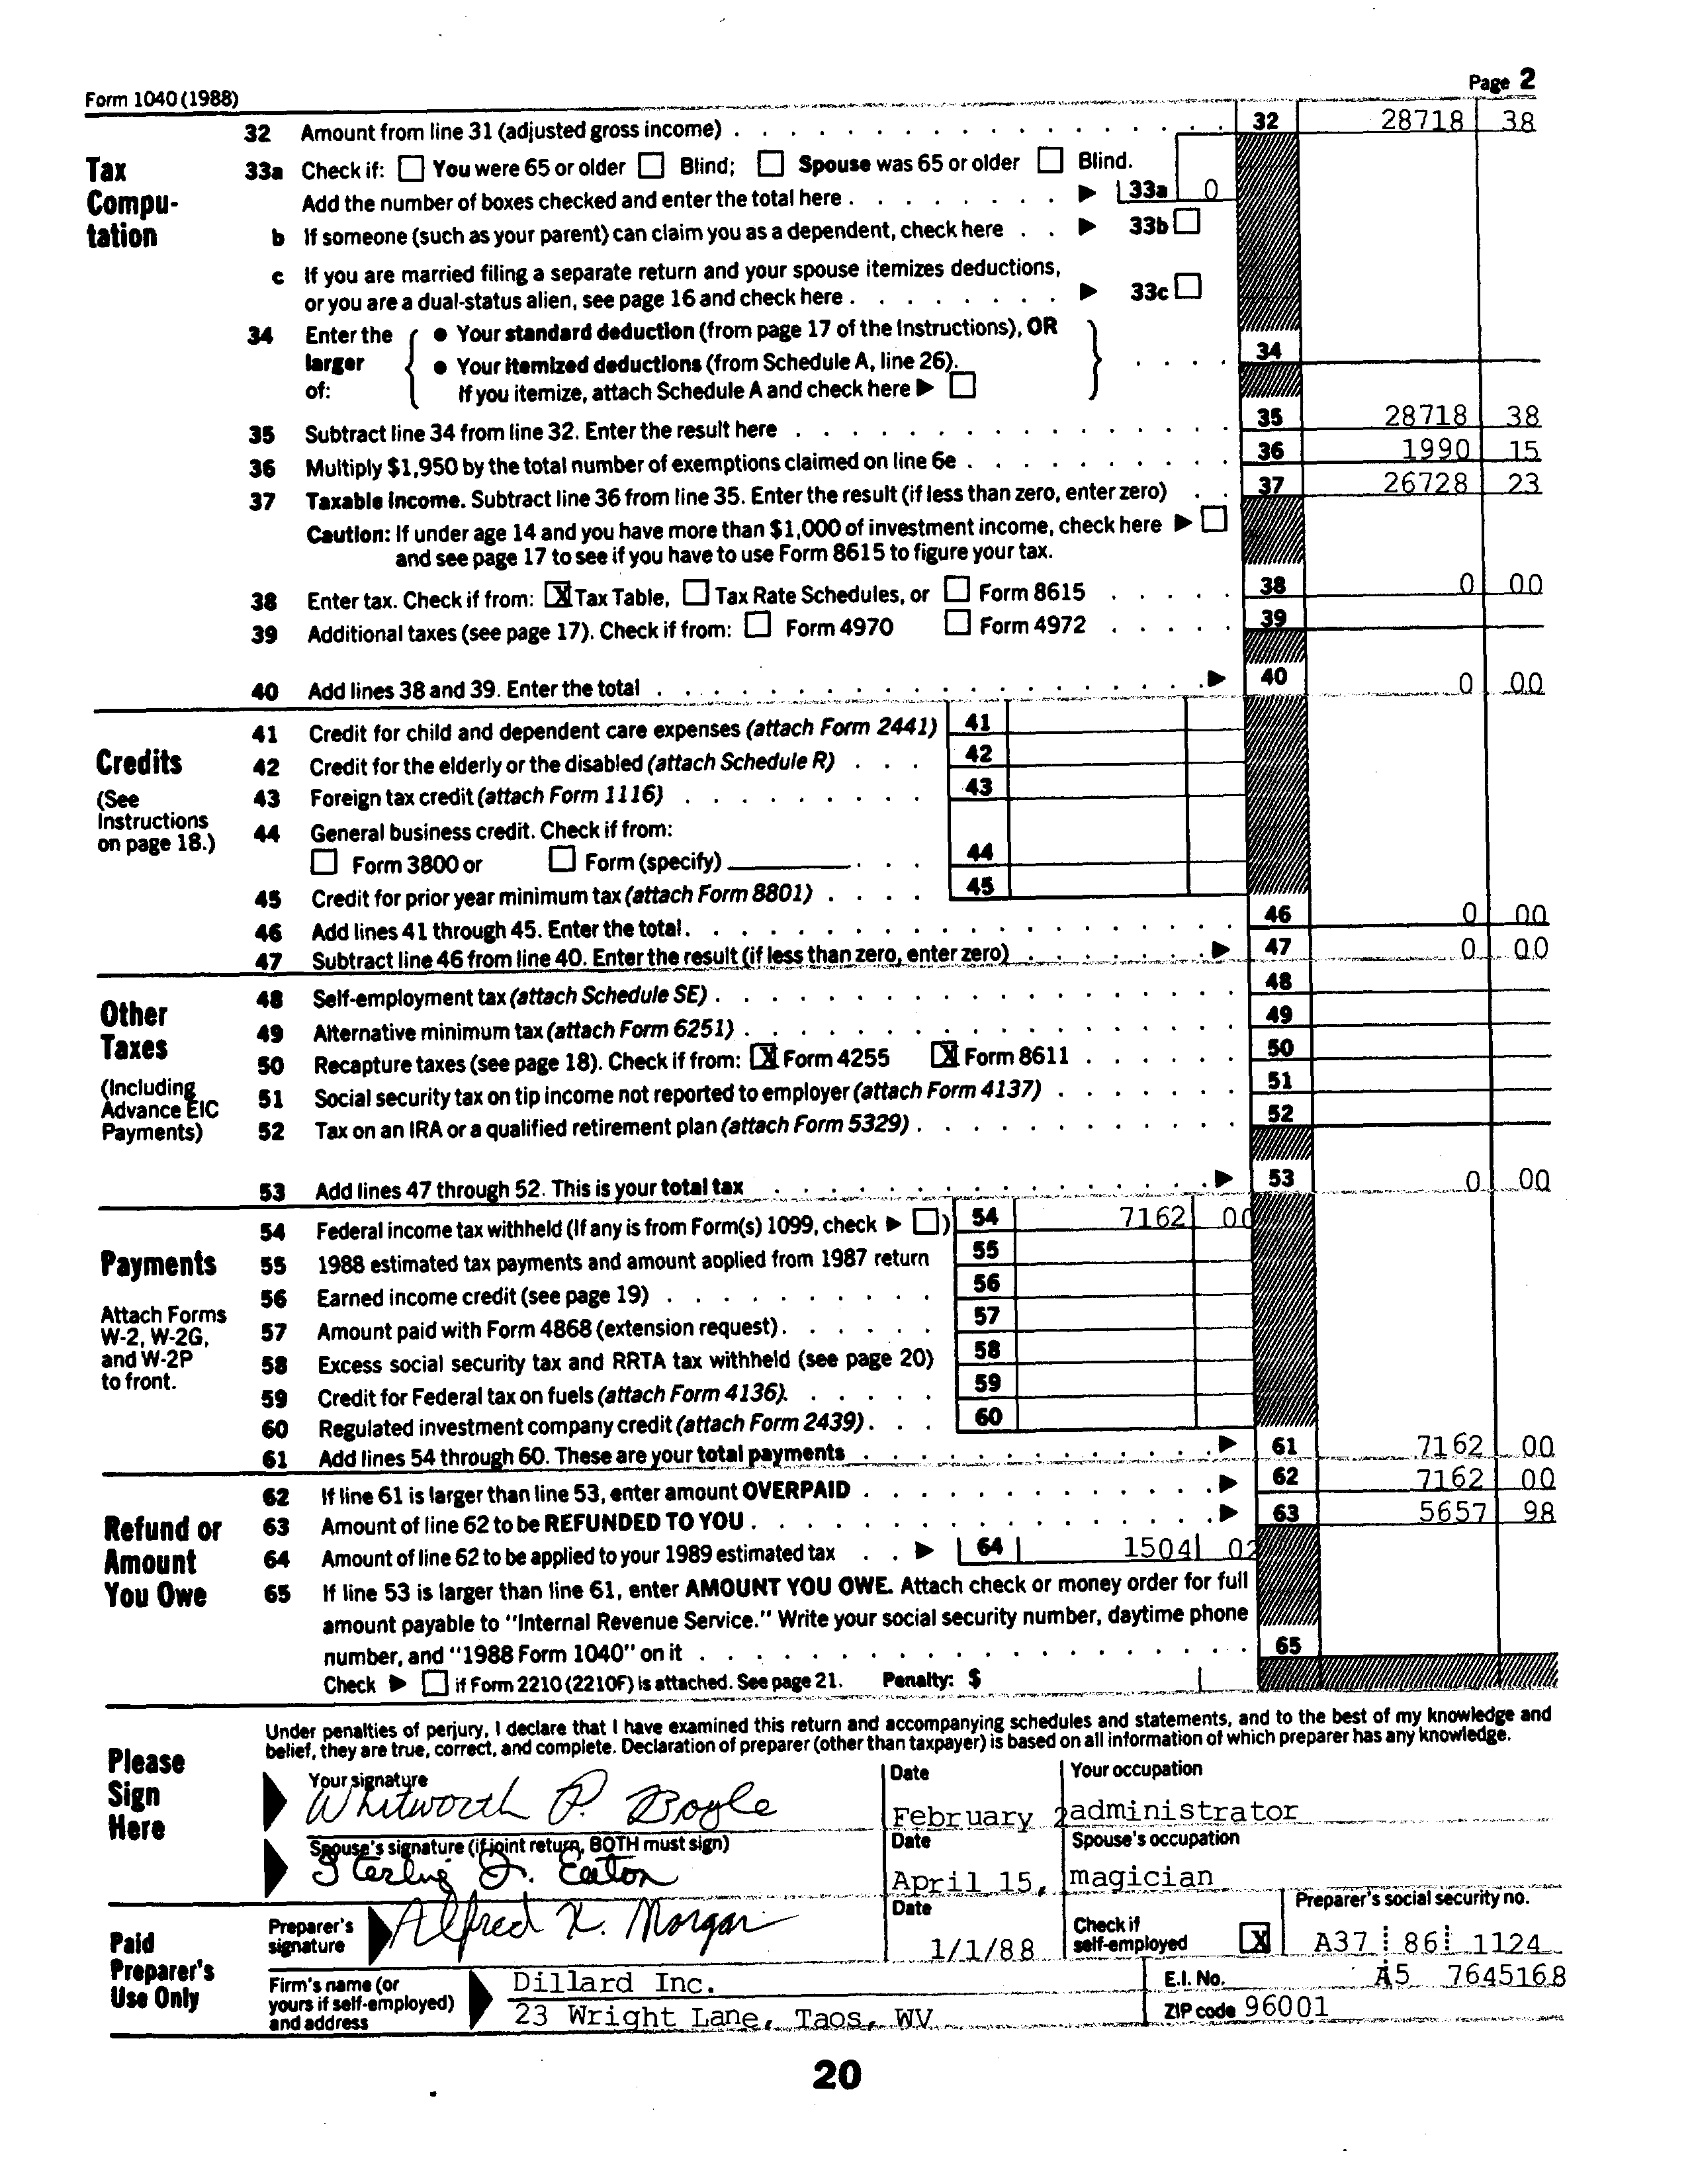 Form 1040 (1988) Page 2
Tax Compu- tation
32 Amount from line 31 (adjusted gross income) . . . 32 28718 38
33a Check if: You were 65 or older Blind; Spouse was 65 or older Blind.
Add the number of boxes checked and enter the total here . . . 33a 0
b If someone (such as your parent) can claim you as a dependent, check here . . 33b
c If you are married filing a separate return and your spouse itemizes deductions,
or you are a dual-status alien, see page 16 and check here . . . 33c
34 Enter the larger of: { • Your standard deduction (from page 17 of the Instructions), OR
• Your itemized deductions (from Schedule A, line 26).
If you itemize, attach Schedule A and check here } . . . . 34
35 Subtract line 34 from line 32. Enter the result here . . . 35 28718 38
36 Multiply $1,950 by the total number of exemptions claimed on line 6e . . . 36 1990 15
37 Taxable income. Subtract line 36 from line 35. Enter the result (if less than zero, enter zero) . . 37 26728 23
Caution: If under age 14 and you have more than $1,000 of investment income, check here
and see page 17 to see if you have to use Form 8615 to figure your tax.
38 Enter tax. Check if from: X Tax Table, Tax Rate Schedules, or Form 8615 . . . 38 0 00
39 Additional taxes (see page 17). Check if from: Form 4970 Form 4972 . . . 39
40 Add lines 38 and 39. Enter the total . . . 40 0 00
Credits
(See Instructions on page 18.)
41 Credit for child and dependent care expenses (attach Form 2441) 41
42 Credit for the elderly or the disabled (attach Schedule R) . . . 42
43 Foreign tax credit (attach Form 1116) . . . 43
44 General business credit. Check if from:
Form 3800 or Form (specify) . . . 44
45 Credit for prior year minimum tax (attach Form 8801) . . . 45
46 Add lines 41 through 45. Enter the total . . . 46 0 00
47 Subtract line 46 from line 40. Enter the result (if less than zero, enter zero) . . . 47 0 00
Other Taxes
(Including Advance EIC Payments)
48 Self-employment tax (attach Schedule SE) . . . 48
49 Alternative minimum tax (attach Form 6251) . . . 49
50 Recapture taxes (see page 18). Check if from: X Form 4255 X Form 8611 . . . 50
51 Social security tax on tip income not reported to employer (attach Form 4137) . . . 51
52 Tax on an IRA or a qualified retirement plan (attach Form 5329) . . . 52
53 Add lines 47 through 52. This is your total tax . . . 53 0 00
Payments
Attach Forms W-2, W-2G, and W-2P to front.
54 Federal income tax withheld (If any is from Form(s) 1099, check ) 54 7162 00
55 1988 estimated tax payments and amount applied from 1987 return 55
56 Earned income credit (see page 19) . . . 56
57 Amount paid with Form 4868 (extension request) . . . 57
58 Excess social security tax and RRTA tax withheld (see page 20) 58
59 Credit for Federal tax on fuels (attach Form 4136). . . . 59
60 Regulated investment company credit (attach Form 2439) . . . 60
61 Add lines 54 through 60. These are your total payments . . . 61 7162 00
Refund or Amount You Owe
62 If line 61 is larger than line 53, enter amount OVERPAID . . . 62 7162 00
63 Amount of line 62 to be REFUNDED TO YOU . . . 63 5657 98
64 Amount of line 62 to be applied to your 1989 estimated tax . . 64 1504 02
65 If line 53 is larger than line 61, enter AMOUNT YOU OWE. Attach check or money order for full
amount payable to "Internal Revenue Service." Write your social security number, daytime phone
number, and "1988 Form 1040" on it . . . 65
Check if Form 2210 (2210F) is attached. See page 21. Penalty: $
Please Sign Here
Under penalties of perjury, I declare that I have examined this return and accompanying schedules and statements, and to the best of my knowledge and
belief, they are true, correct, and complete. Declaration of preparer (other than taxpayer) is based on all information of which preparer has any knowledge.
Your signature Date Your occupation
Whitworth P. Boyle February 2 administrator
Spouse's signature (if joint return, BOTH must sign) Date Spouse's occupation
Sterling J. Eaton April 15, magician
Paid Preparer's Use Only
Preparer's signature Alfred X. Morgan Date 1/1/88 Check if self-employed X Preparer's social security no. A37 86 1124
Firm's name (or yours if self-employed) and address Dillard Inc. E.I. No. A5 7645168
23 Wright Lane, Taos, WV ZIP code 96001
20